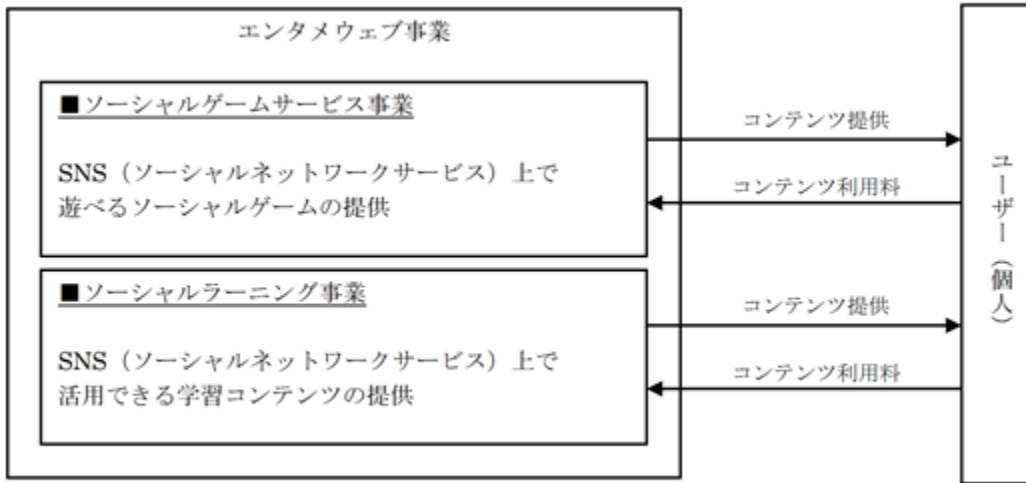 エンタメウェブ事業
■ソーシャルゲームサービス事業
SNS（ソーシャルネットワークサービス）上で
遊べるソーシャルゲームの提供
コンテンツ提供
コンテンツ利用料
■ソーシャルラーニング事業
SNS（ソーシャルネットワークサービス）上で
活用できる学習コンテンツの提供
コンテンツ提供
コンテンツ利用料
ユーザー（個人）